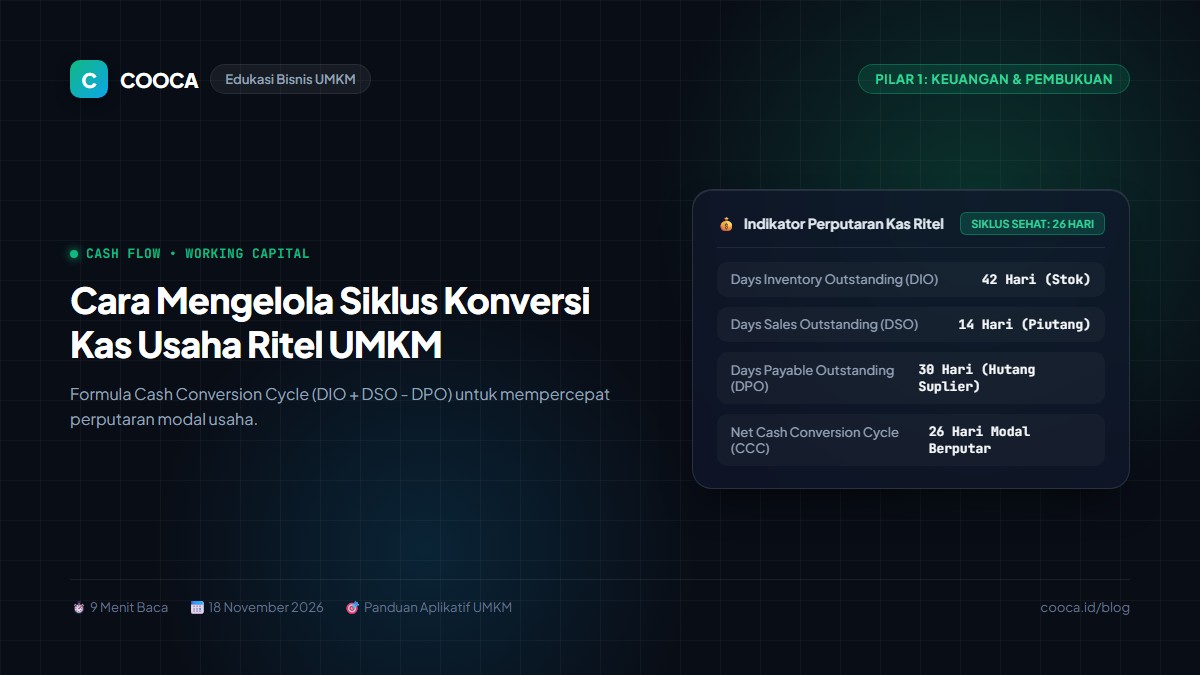 C COOCA Edukasi Bisnis UMKM
PILAR 1: KEUANGAN & PEMBUKUAN
CASH FLOW • WORKING CAPITAL
Cara Mengelola Siklus Konversi
Kas Usaha Ritel UMKM
Formula Cash Conversion Cycle (DIO + DSO - DPO) untuk mempercepat
perputaran modal usaha.
Indikator Perputaran Kas Ritel SIKLUS SEHAT: 26 HARI
Days Inventory Outstanding (DIO) 42 Hari (Stok)
Days Sales Outstanding (DSO) 14 Hari (Piutang)
Days Payable Outstanding 30 Hari (Hutang
(DPO) Suplier)
Net Cash Conversion Cycle 26 Hari Modal
(CCC) Berputar
9 Menit Baca 18 November 2026 Panduan Aplikatif UMKM
cooca.id/blog